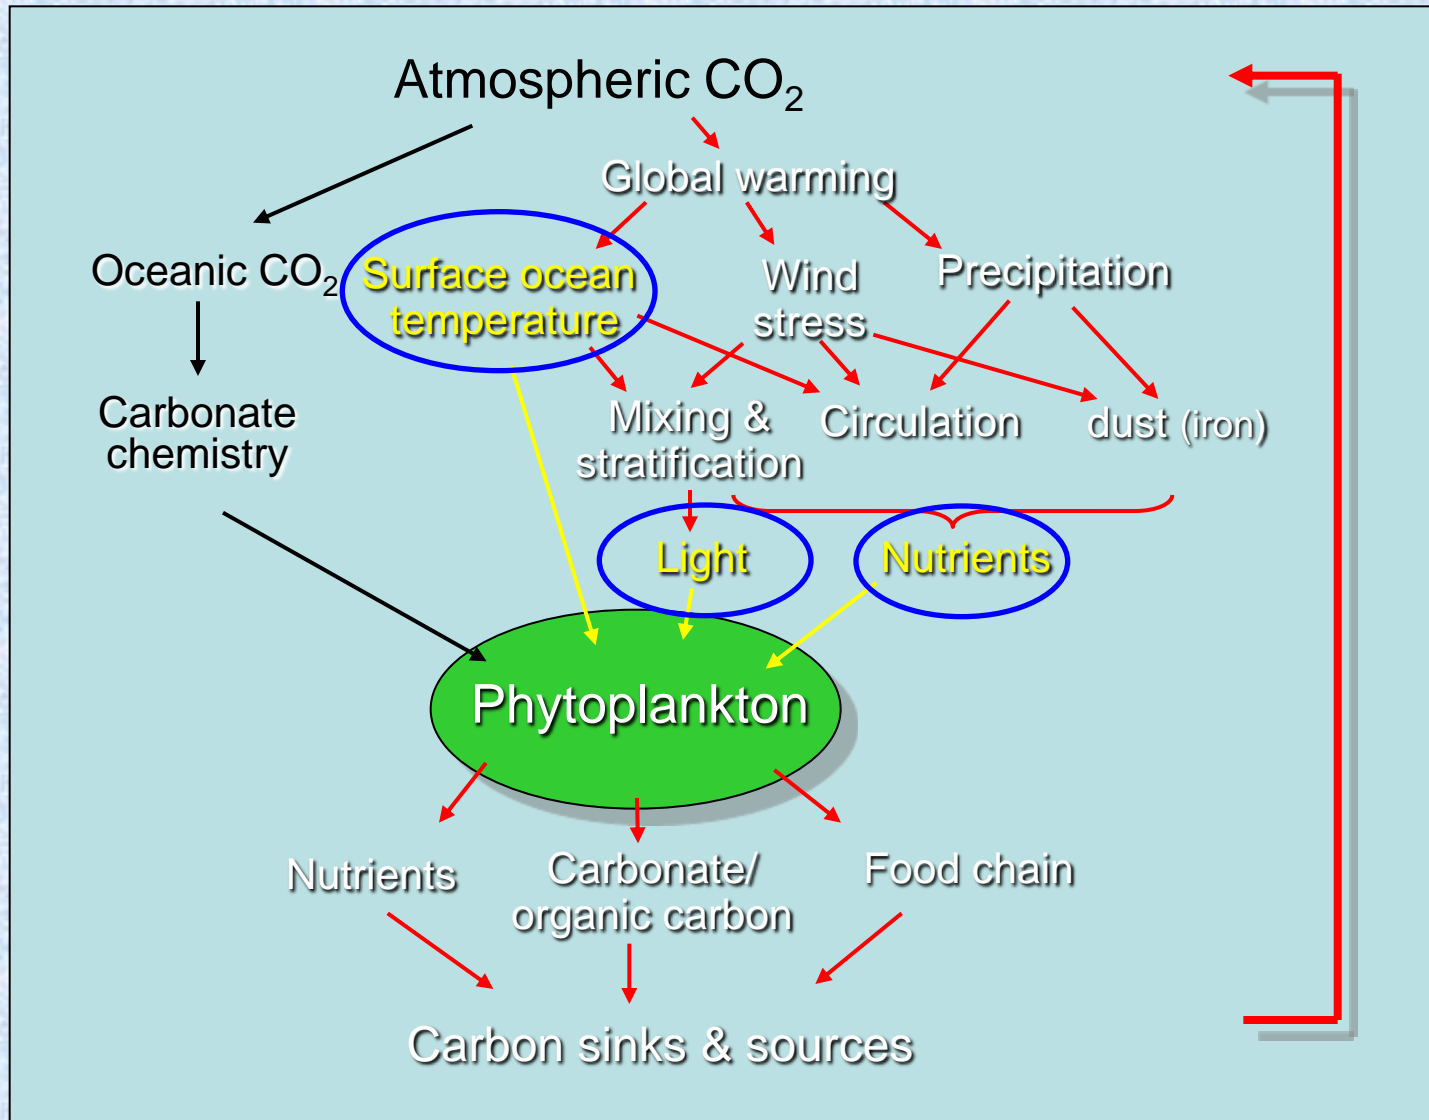 Atmospheric CO₂
Global warming
Oceanic CO₂
Surface ocean
temperature
Wind
stress
Precipitation
Carbonate
chemistry
Mixing &
stratification
Circulation
dust (iron)
Light
Nutrients
Phytoplankton
Nutrients
Carbonate/
organic carbon
Food chain
Carbon sinks & sources